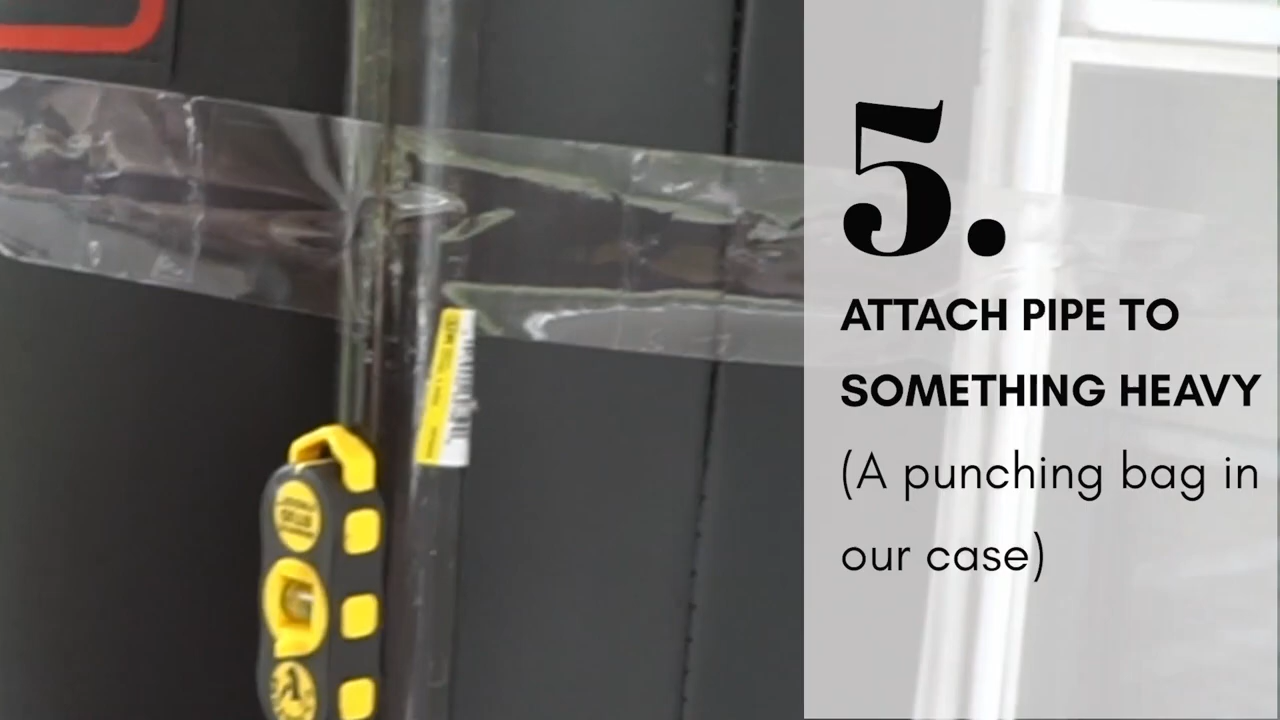 5.
ATTACH PIPE TO
SOMETHING HEAVY
(A punching bag in
our case)